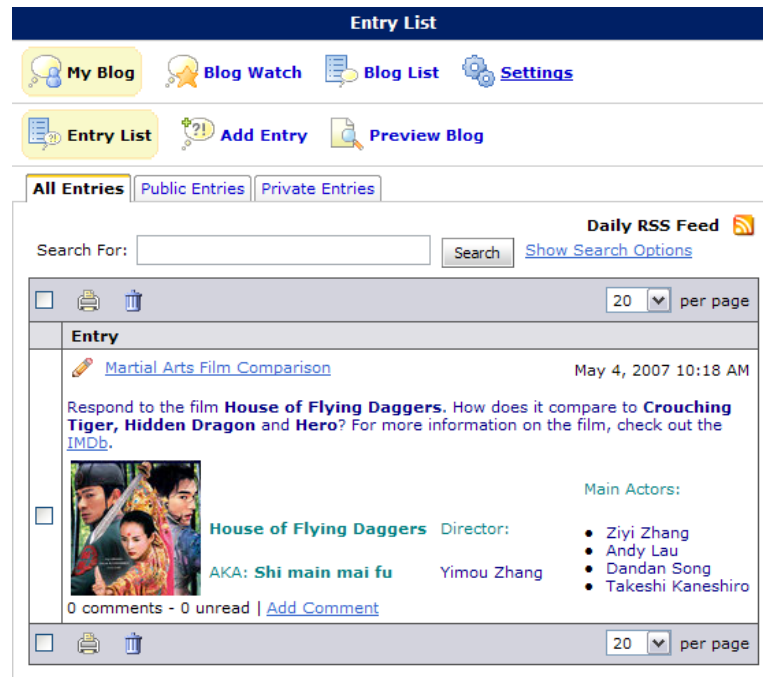 Entry List
My Blog Blog Watch Blog List Settings
Entry List Add Entry Preview Blog
All Entries Public Entries Private Entries
Daily RSS Feed
Search For: Search Show Search Options
20 per page
Entry
Martial Arts Film Comparison May 4, 2007 10:18 AM
Respond to the film House of Flying Daggers. How does it compare to Crouching
Tiger, Hidden Dragon and Hero? For more information on the film, check out the
IMDb.
Main Actors:
House of Flying Daggers Director:
● Ziyi Zhang
● Andy Lau
AKA: Shi main mai fu Yimou Zhang
● Dandan Song
● Takeshi Kaneshiro
0 comments - 0 unread | Add Comment
20 per page